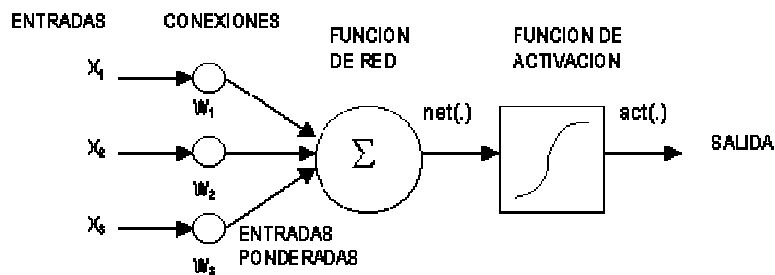 ENTRADAS
CONEXIONES
FUNCION
DE RED
FUNCION DE
ACTIVACION
X1
W1
X2
W2
X3
W3
Σ
net(.)
act(.)
SALIDA
ENTRADAS
PONDERADAS